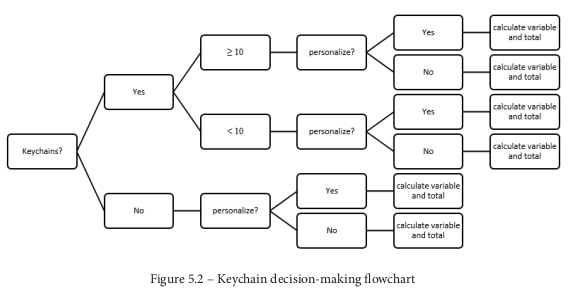 Keychains?
Yes
≥ 10
personalize?
Yes
calculate variable
and total
No
calculate variable
and total
< 10
personalize?
Yes
calculate variable
and total
No
calculate variable
and total
No
personalize?
Yes
calculate variable
and total
No
calculate variable
and total
Figure 5.2 – Keychain decision-making flowchart